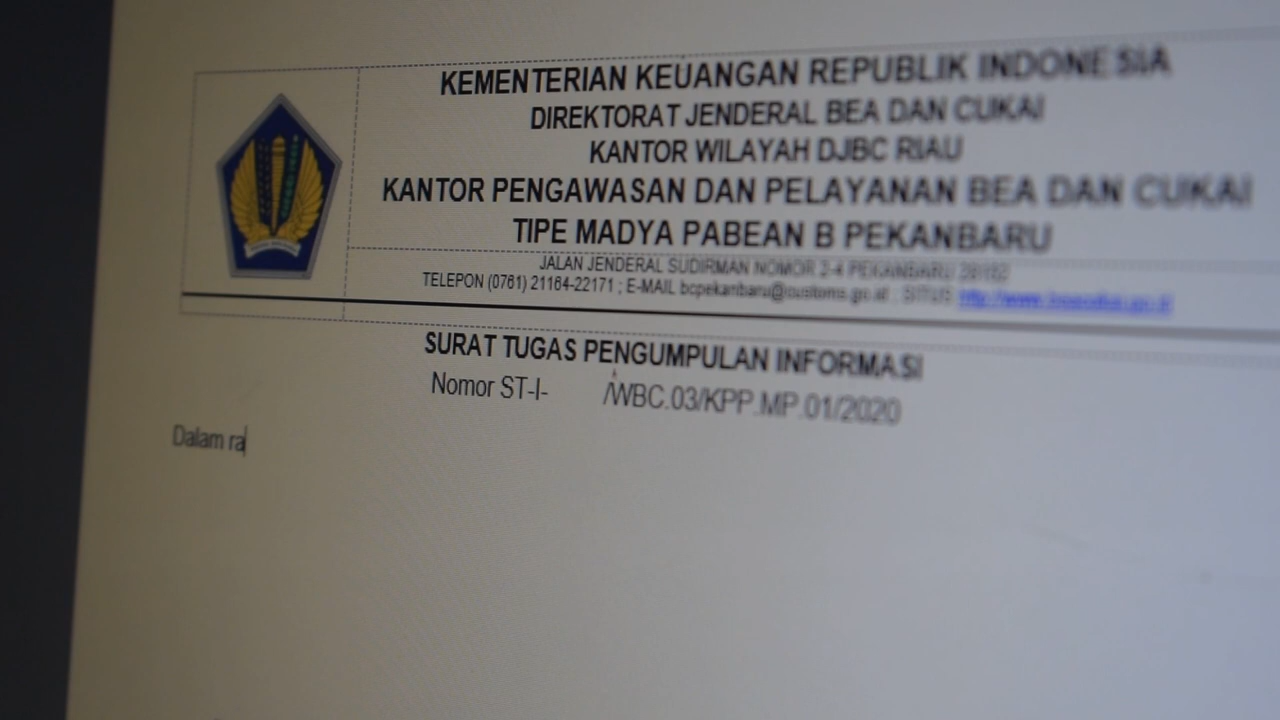 KEMENTERIAN KEUANGAN REPUBLIK INDONESIA
DIREKTORAT JENDERAL BEA DAN CUKAI
KANTOR WILAYAH DJBC RIAU
KANTOR PENGAWASAN DAN PELAYANAN BEA DAN CUKAI
TIPE MADYA PABEAN B PEKANBARU
JALAN JENDERAL SUDIRMAN NOMOR 2-4 PEKANBARU
TELEPON (0761) 21164-22171 ; E-MAIL bcpekanbaru@customs.go.id , SITUS
SURAT TUGAS PENGUMPULAN INFORMASI
Nomor ST-I- /WBC.03/KPP.MP.01/2020
Dalam ra